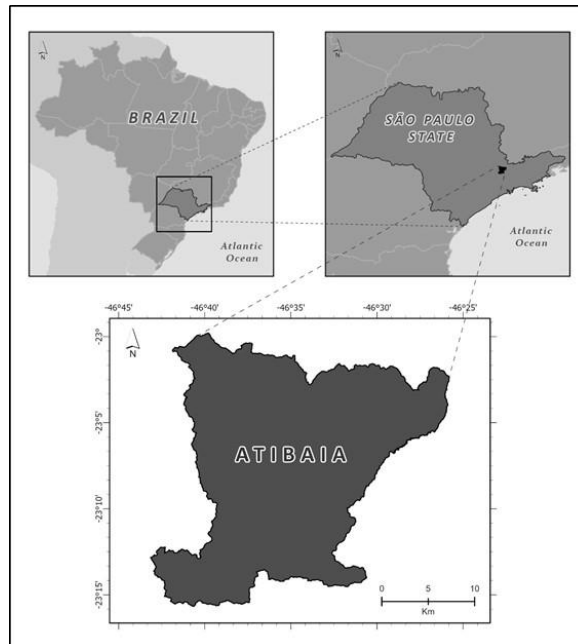 N
BRAZIL
Atlantic
Ocean
N
SÃO PAULO
STATE
Atlantic
Ocean
-46°45' -46°40' -46°35' -46°30' -46°25'
N
-23°
-23°5'
ATIBAIA
-23°10'
-23°15'
0 5 10
Km